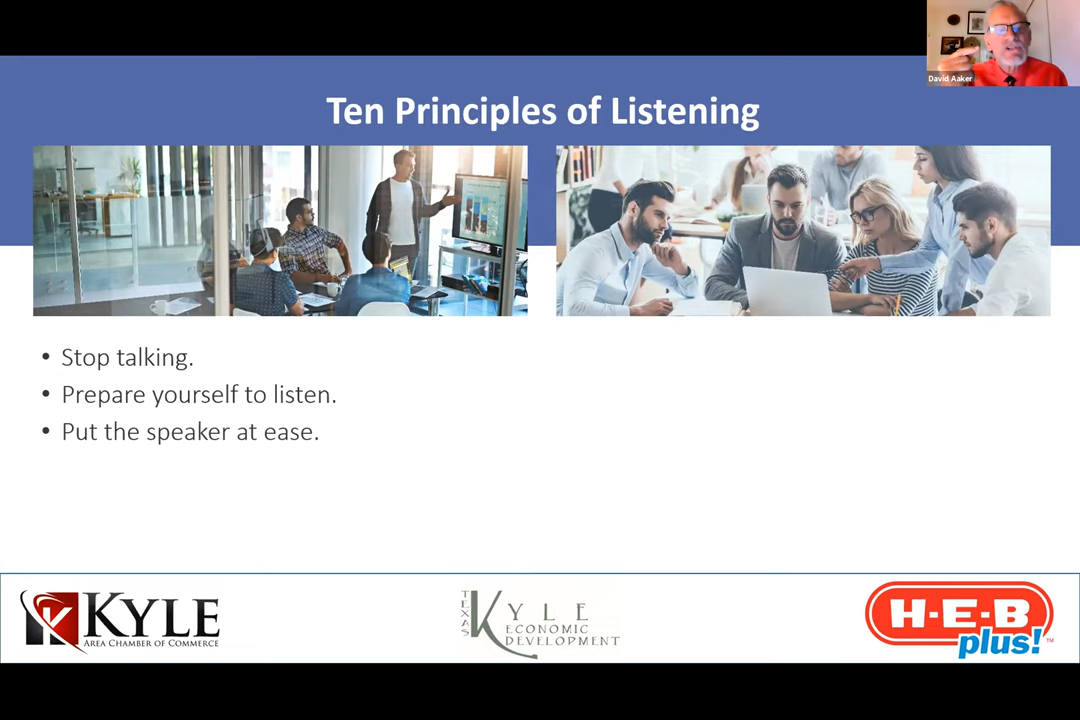 David Aaker
Ten Principles of Listening
• Stop talking.
• Prepare yourself to listen.
• Put the speaker at ease.
KYLE
AREA CHAMBER OF COMMERCE
TEXAS
KYLE
ECONOMIC
DEVELOPMENT
H-E-B
plus!™